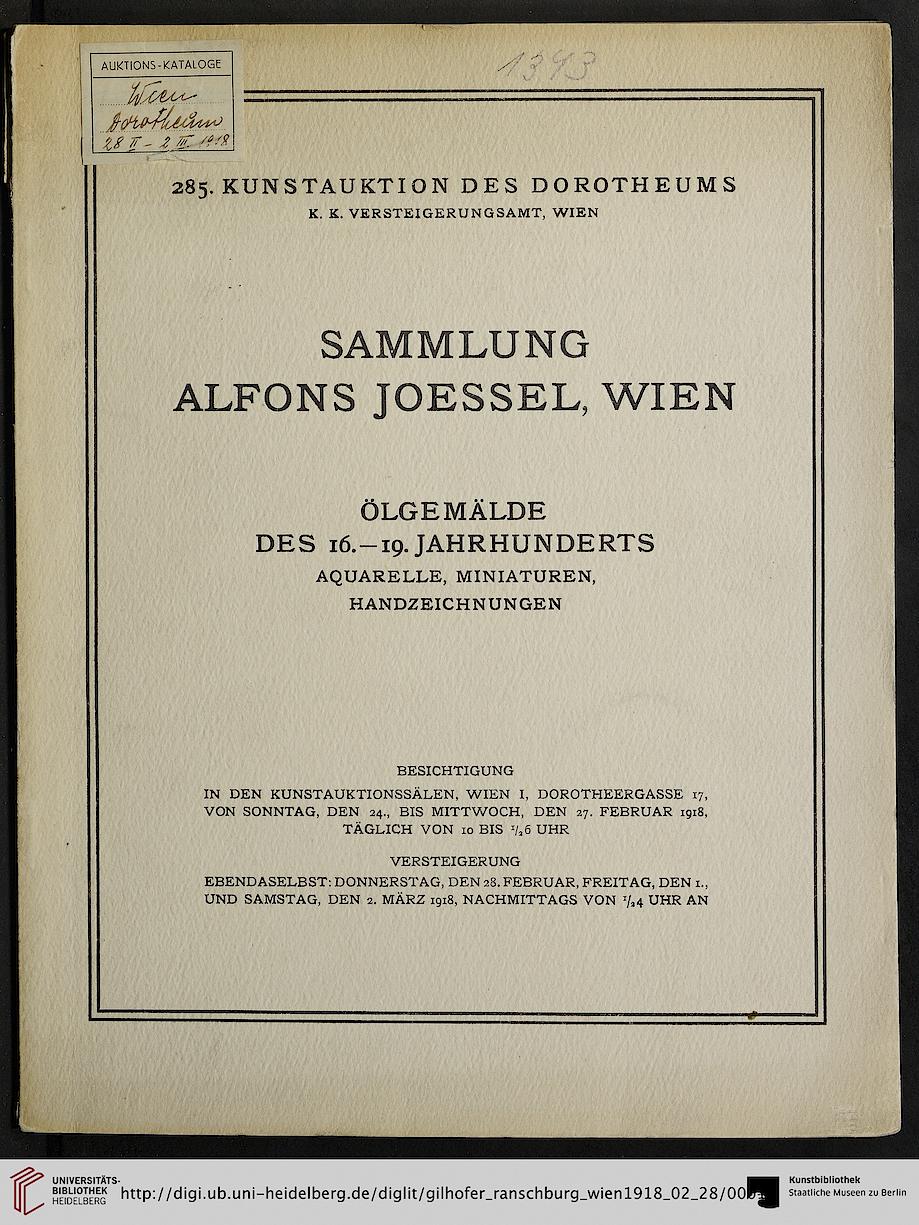 AUKTIONS-KATALOGE
Wien
Dorotheum
28 II – 2 III. 1918
1393
285. KUNSTAUKTION DES DOROTHEUMS
K. K. VERSTEIGERUNGSAMT, WIEN
SAMMLUNG
ALFONS JOESSEL, WIEN
ÖLGEMÄLDE
DES 16.—19. JAHRHUNDERTS
AQUARELLE, MINIATUREN,
HANDZEICHNUNGEN
BESICHTIGUNG
IN DEN KUNSTAUKTIONSSÄLEN, WIEN I, DOROTHEERGASSE 17,
VON SONNTAG, DEN 24., BIS MITTWOCH, DEN 27. FEBRUAR 1918,
TÄGLICH VON 10 BIS 1/26 UHR
VERSTEIGERUNG
EBENDASELBST: DONNERSTAG, DEN 28. FEBRUAR, FREITAG, DEN 1.,
UND SAMSTAG, DEN 2. MÄRZ 1918, NACHMITTAGS VON 1/24 UHR AN
UNIVERSITÄTS-
BIBLIOTHEK
HEIDELBERG
http://digi.ub.uni-heidelberg.de/diglit/gilhofer_ranschburg_wien1918_02_28/00
Kunstbibliothek
Staatliche Museen zu Berlin